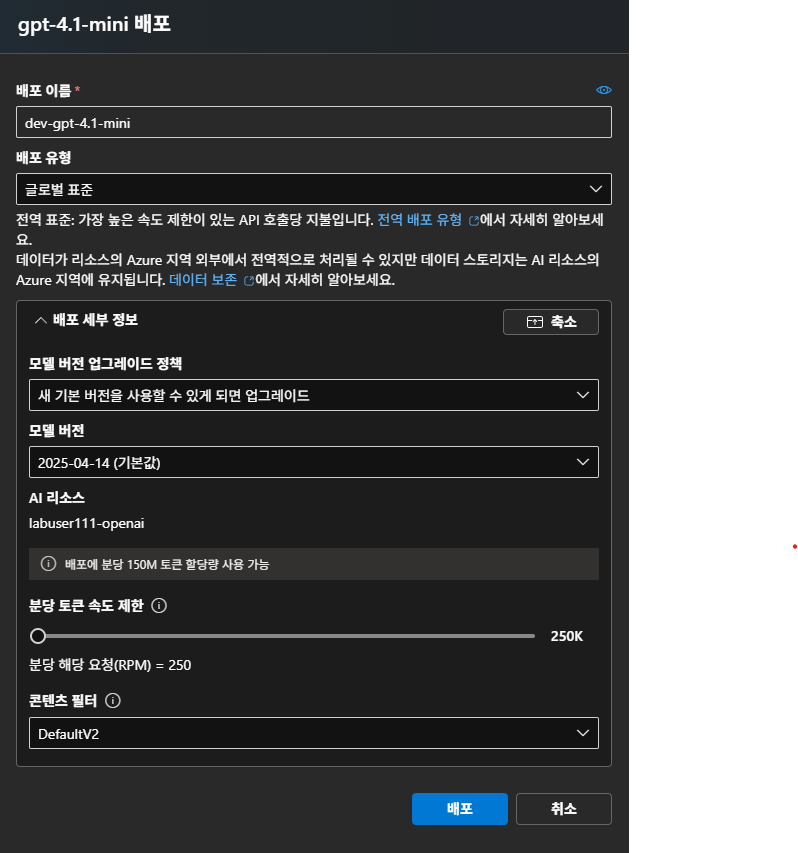 gpt-4.1-mini 배포
배포 이름 *
dev-gpt-4.1-mini
배포 유형
글로벌 표준
전역 표준: 가장 높은 속도 제한이 있는 API 호출당 지불입니다. 전역 배포 유형 에서 자세히 알아보세
요.
데이터가 리소스의 Azure 지역 외부에서 전역적으로 처리될 수 있지만 데이터 스토리지는 AI 리소스의
Azure 지역에 유지됩니다. 데이터 보존 에서 자세히 알아보세요.
배포 세부 정보
축소
모델 버전 업그레이드 정책
새 기본 버전을 사용할 수 있게 되면 업그레이드
모델 버전
2025-04-14 (기본값)
AI 리소스
labuser111-openai
배포에 분당 150M 토큰 할당량 사용 가능
분당 토큰 속도 제한
250K
분당 해당 요청(RPM) = 250
콘텐츠 필터
DefaultV2
배포
취소